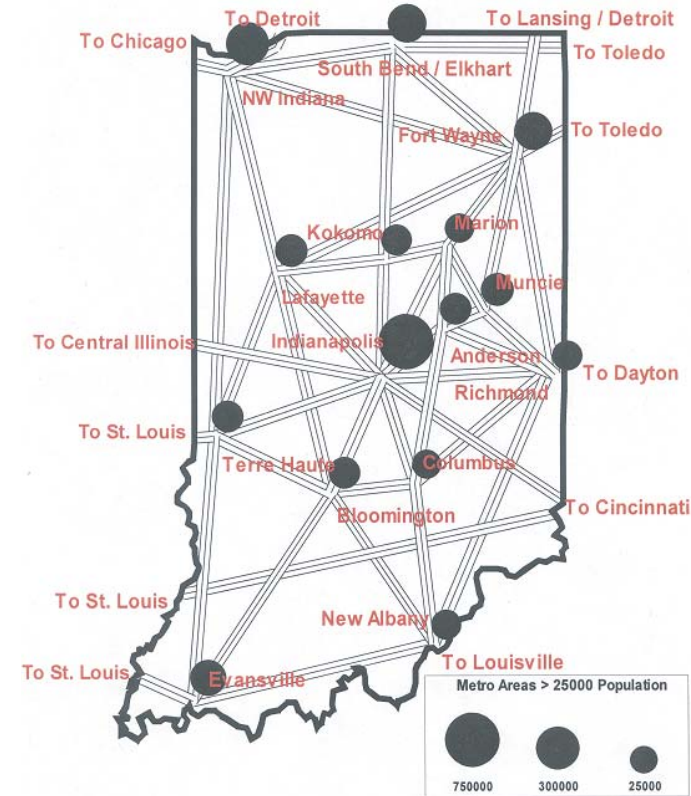 To Detroit
To Lansing / Detroit
To Chicago
To Toledo
South Bend / Elkhart
NW Indiana
Fort Wayne
To Toledo
Kokomo
Marion
Muncie
Lafayette
To Central Illinois
Indianapolis
Anderson
To Dayton
Richmond
To St. Louis
Terre Haute
Columbus
To Cincinnati
Bloomington
To St. Louis
New Albany
To Louisville
To St. Louis
Evansville
Metro Areas > 25000 Population
750000 300000 25000